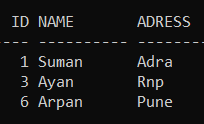 ID NAME ADRESS
---- ---------- -------
1 Suman Adra
3 Ayan Rnp
6 Arpan Pune